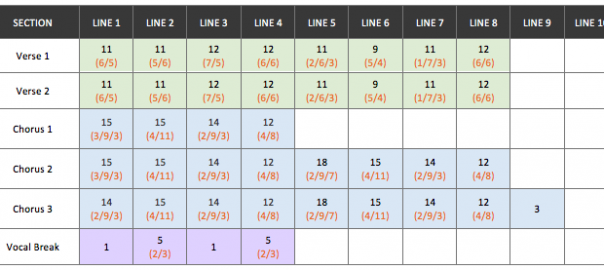 SECTION LINE 1 LINE 2 LINE 3 LINE 4 LINE 5 LINE 6 LINE 7 LINE 8 LINE 9 LINE
Verse 1 11 11 12 12 11 9 11 12
(6/5) (5/6) (7/5) (6/6) (2/6/3) (5/4) (1/7/3) (6/6)
Verse 2 11 11 12 12 11 9 11 12
(6/5) (5/6) (7/5) (6/6) (2/6/3) (5/4) (1/7/3) (6/6)
Chorus 1 15 15 14 12
(3/9/3) (4/11) (2/9/3) (4/8)
Chorus 2 15 15 14 12 18 15 14 12
(3/9/3) (4/11) (2/9/3) (4/8) (2/9/7) (4/11) (2/9/3) (4/8)
Chorus 3 14 15 14 12 18 15 14 12 3
(2/9/3) (4/11) (2/9/3) (4/8) (2/9/7) (4/11) (2/9/3) (4/8)
Vocal Break 1 5 1 5
(2/3) (2/3)